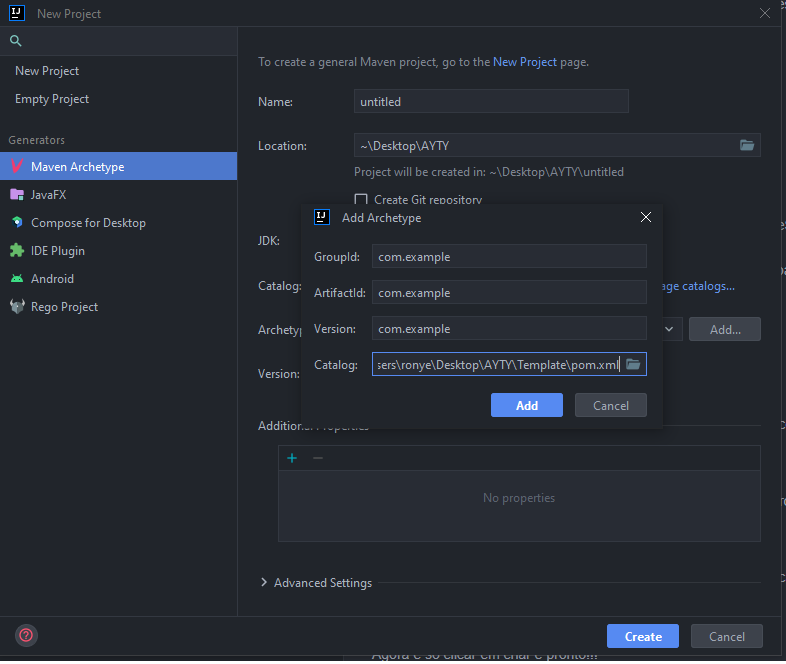 New Project
New Project
Empty Project
Generators
Maven Archetype
JavaFX
Compose for Desktop
IDE Plugin
Android
Rego Project
To create a general Maven project, go to the New Project page.
Name: untitled
Location: ~\Desktop\AYTY
Project will be created in: ~\Desktop\AYTY\untitled
Create Git repository
JDK:
Catalog: age catalogs...
Archetyp Add...
Version:
Additional Properties
No properties
Advanced Settings
Add Archetype
GroupId: com.example
ArtifactId: com.example
Version: com.example
Catalog: sers\ronye\Desktop\AYTY\Template\pom.xml
Add Cancel
? Create Cancel
Agora é só clicar em criar e pronto!!!